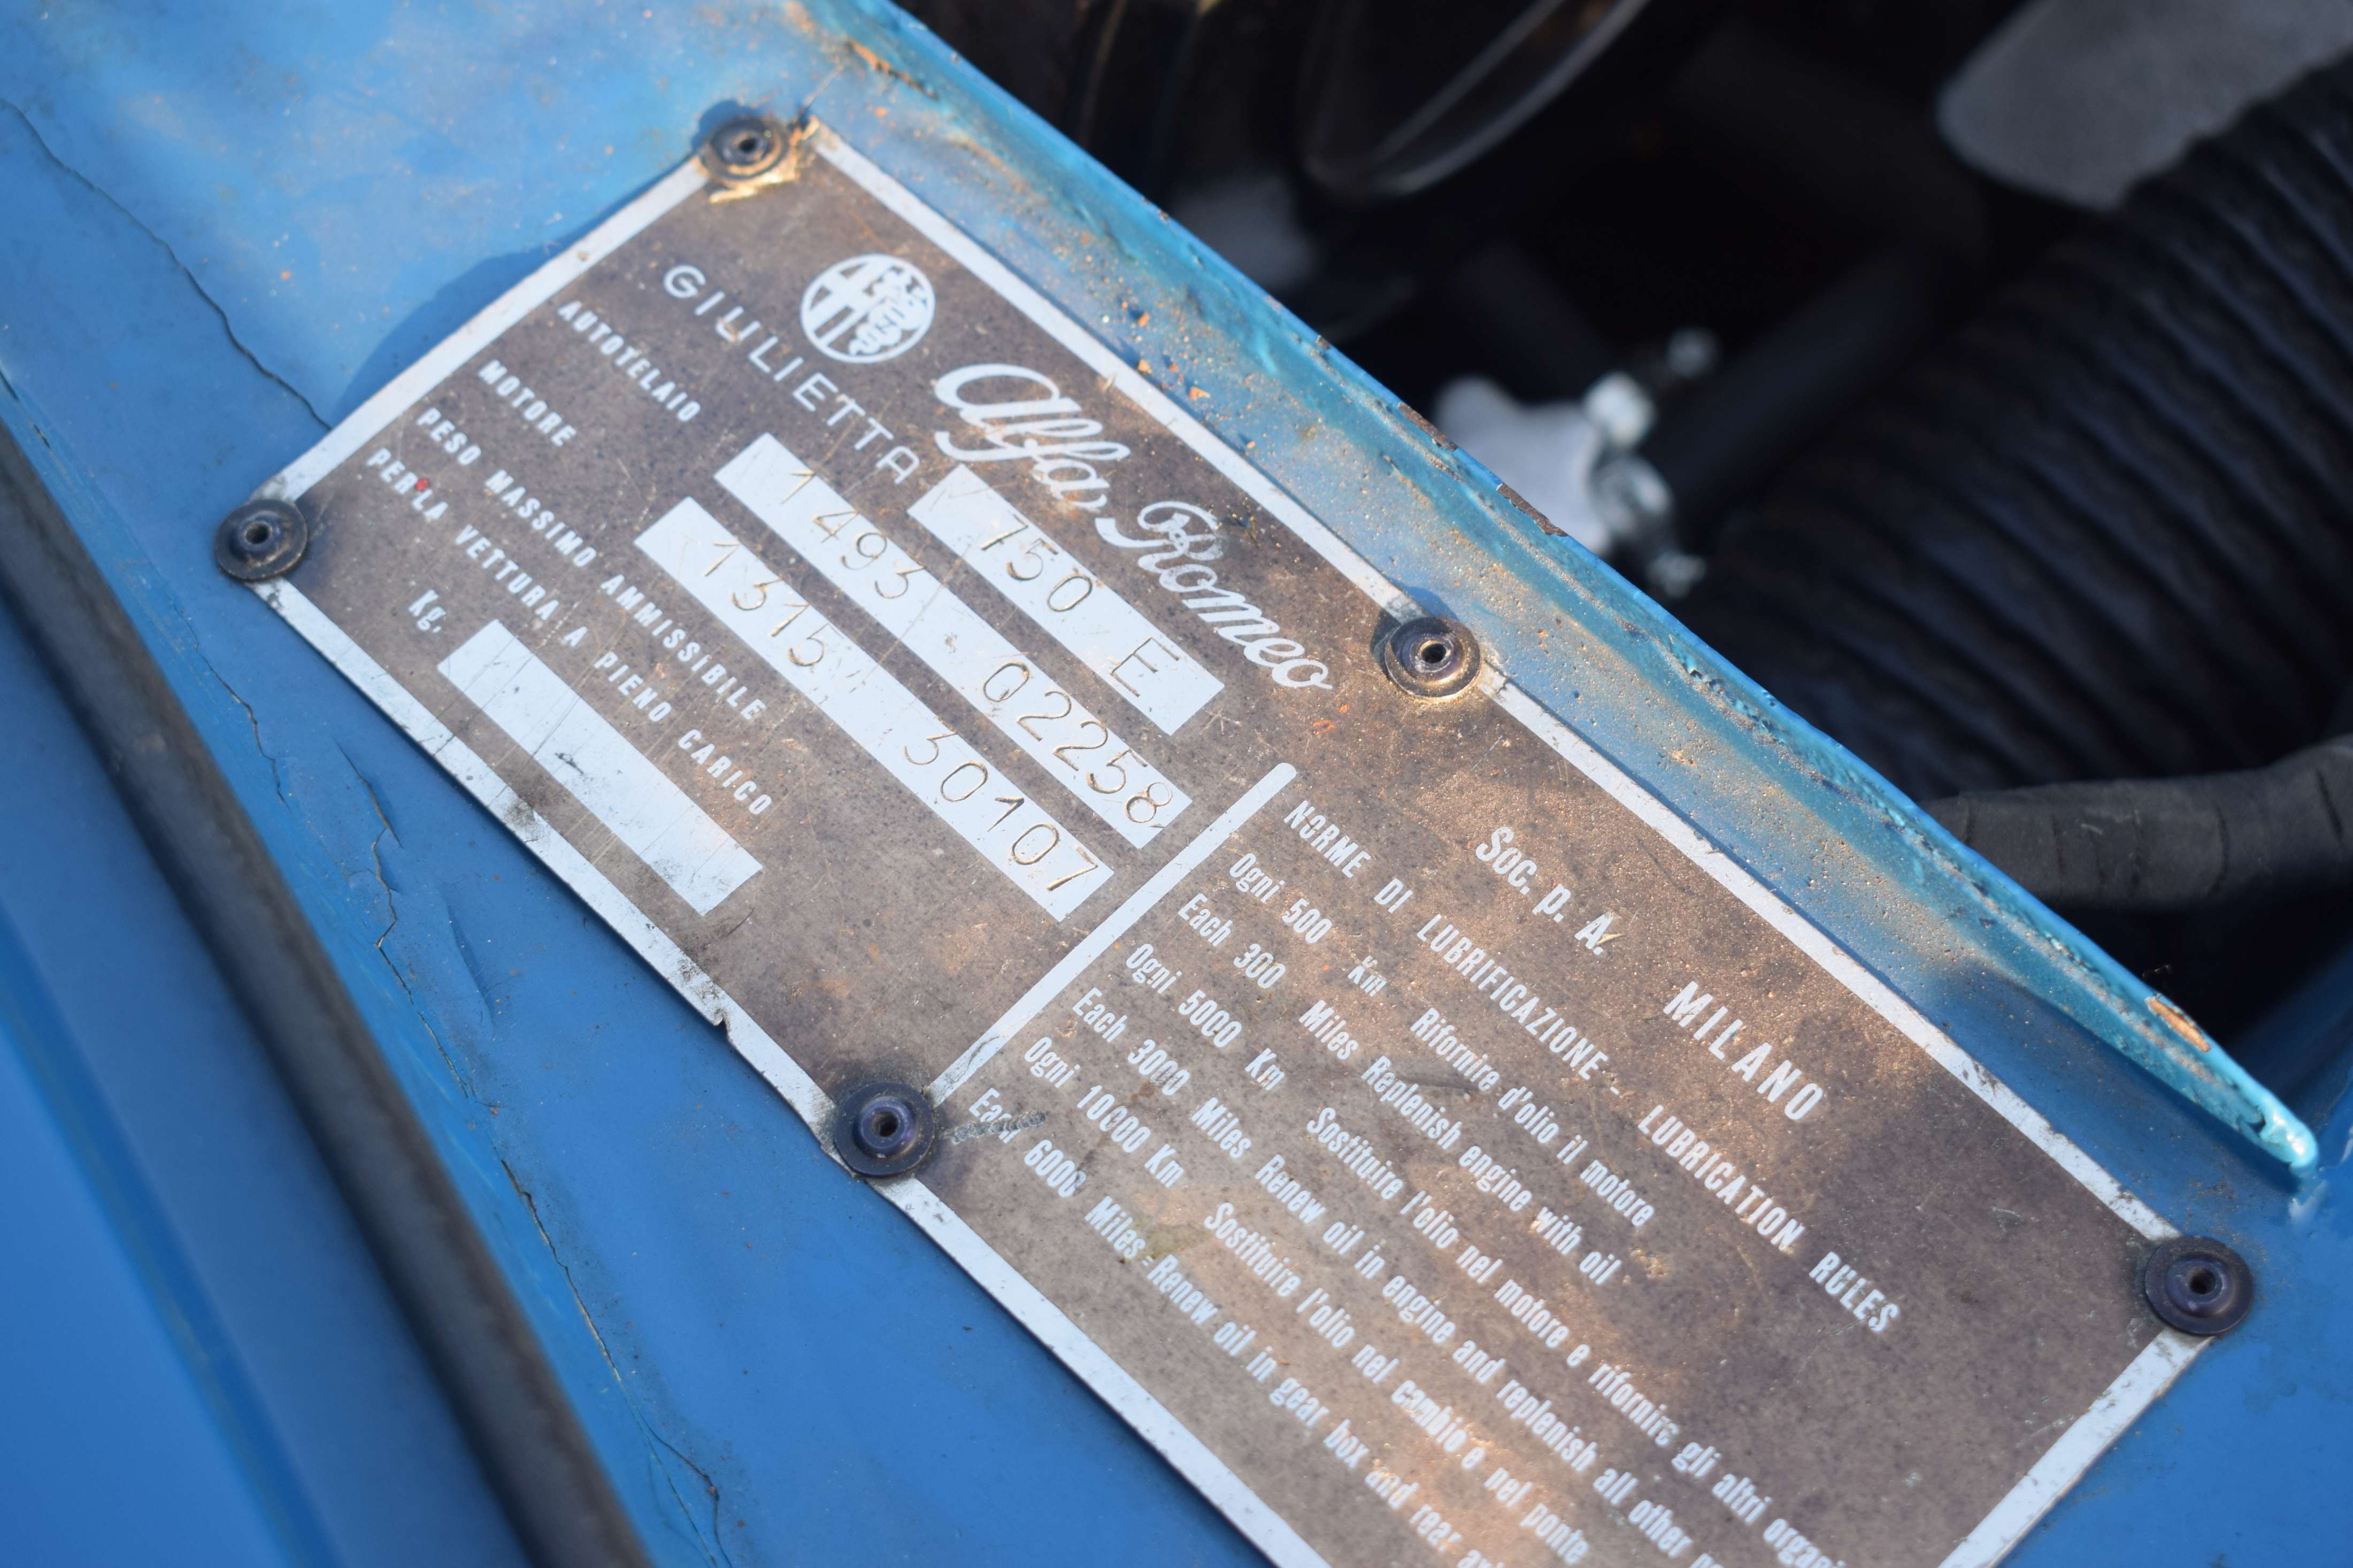 Alfa Romeo
GIULIETTA 750 E
AUTOTELAIO 1493 · 02258
MOTORE 1315 30107
PESO MASSIMO AMMISSIBILE
PER LA VETTURA A PIENO CARICO
Kg.
Soc. p. A. MILANO
NORME DI LUBRIFICAZIONE - LUBRICATION RULES
Ogni 500 Km Rifornire d'olio il motore
Each 300 Miles Replenish engine with oil
Ogni 5000 Km Sostituire l'olio nel motore e rifornire gli altri
Each 3000 Miles Renew oil in engine and replenish all other
Ogni 10000 Km Sostituire l'olio nel cambio e nel ponte
Each 6000 Miles Renew oil in gear box and rear